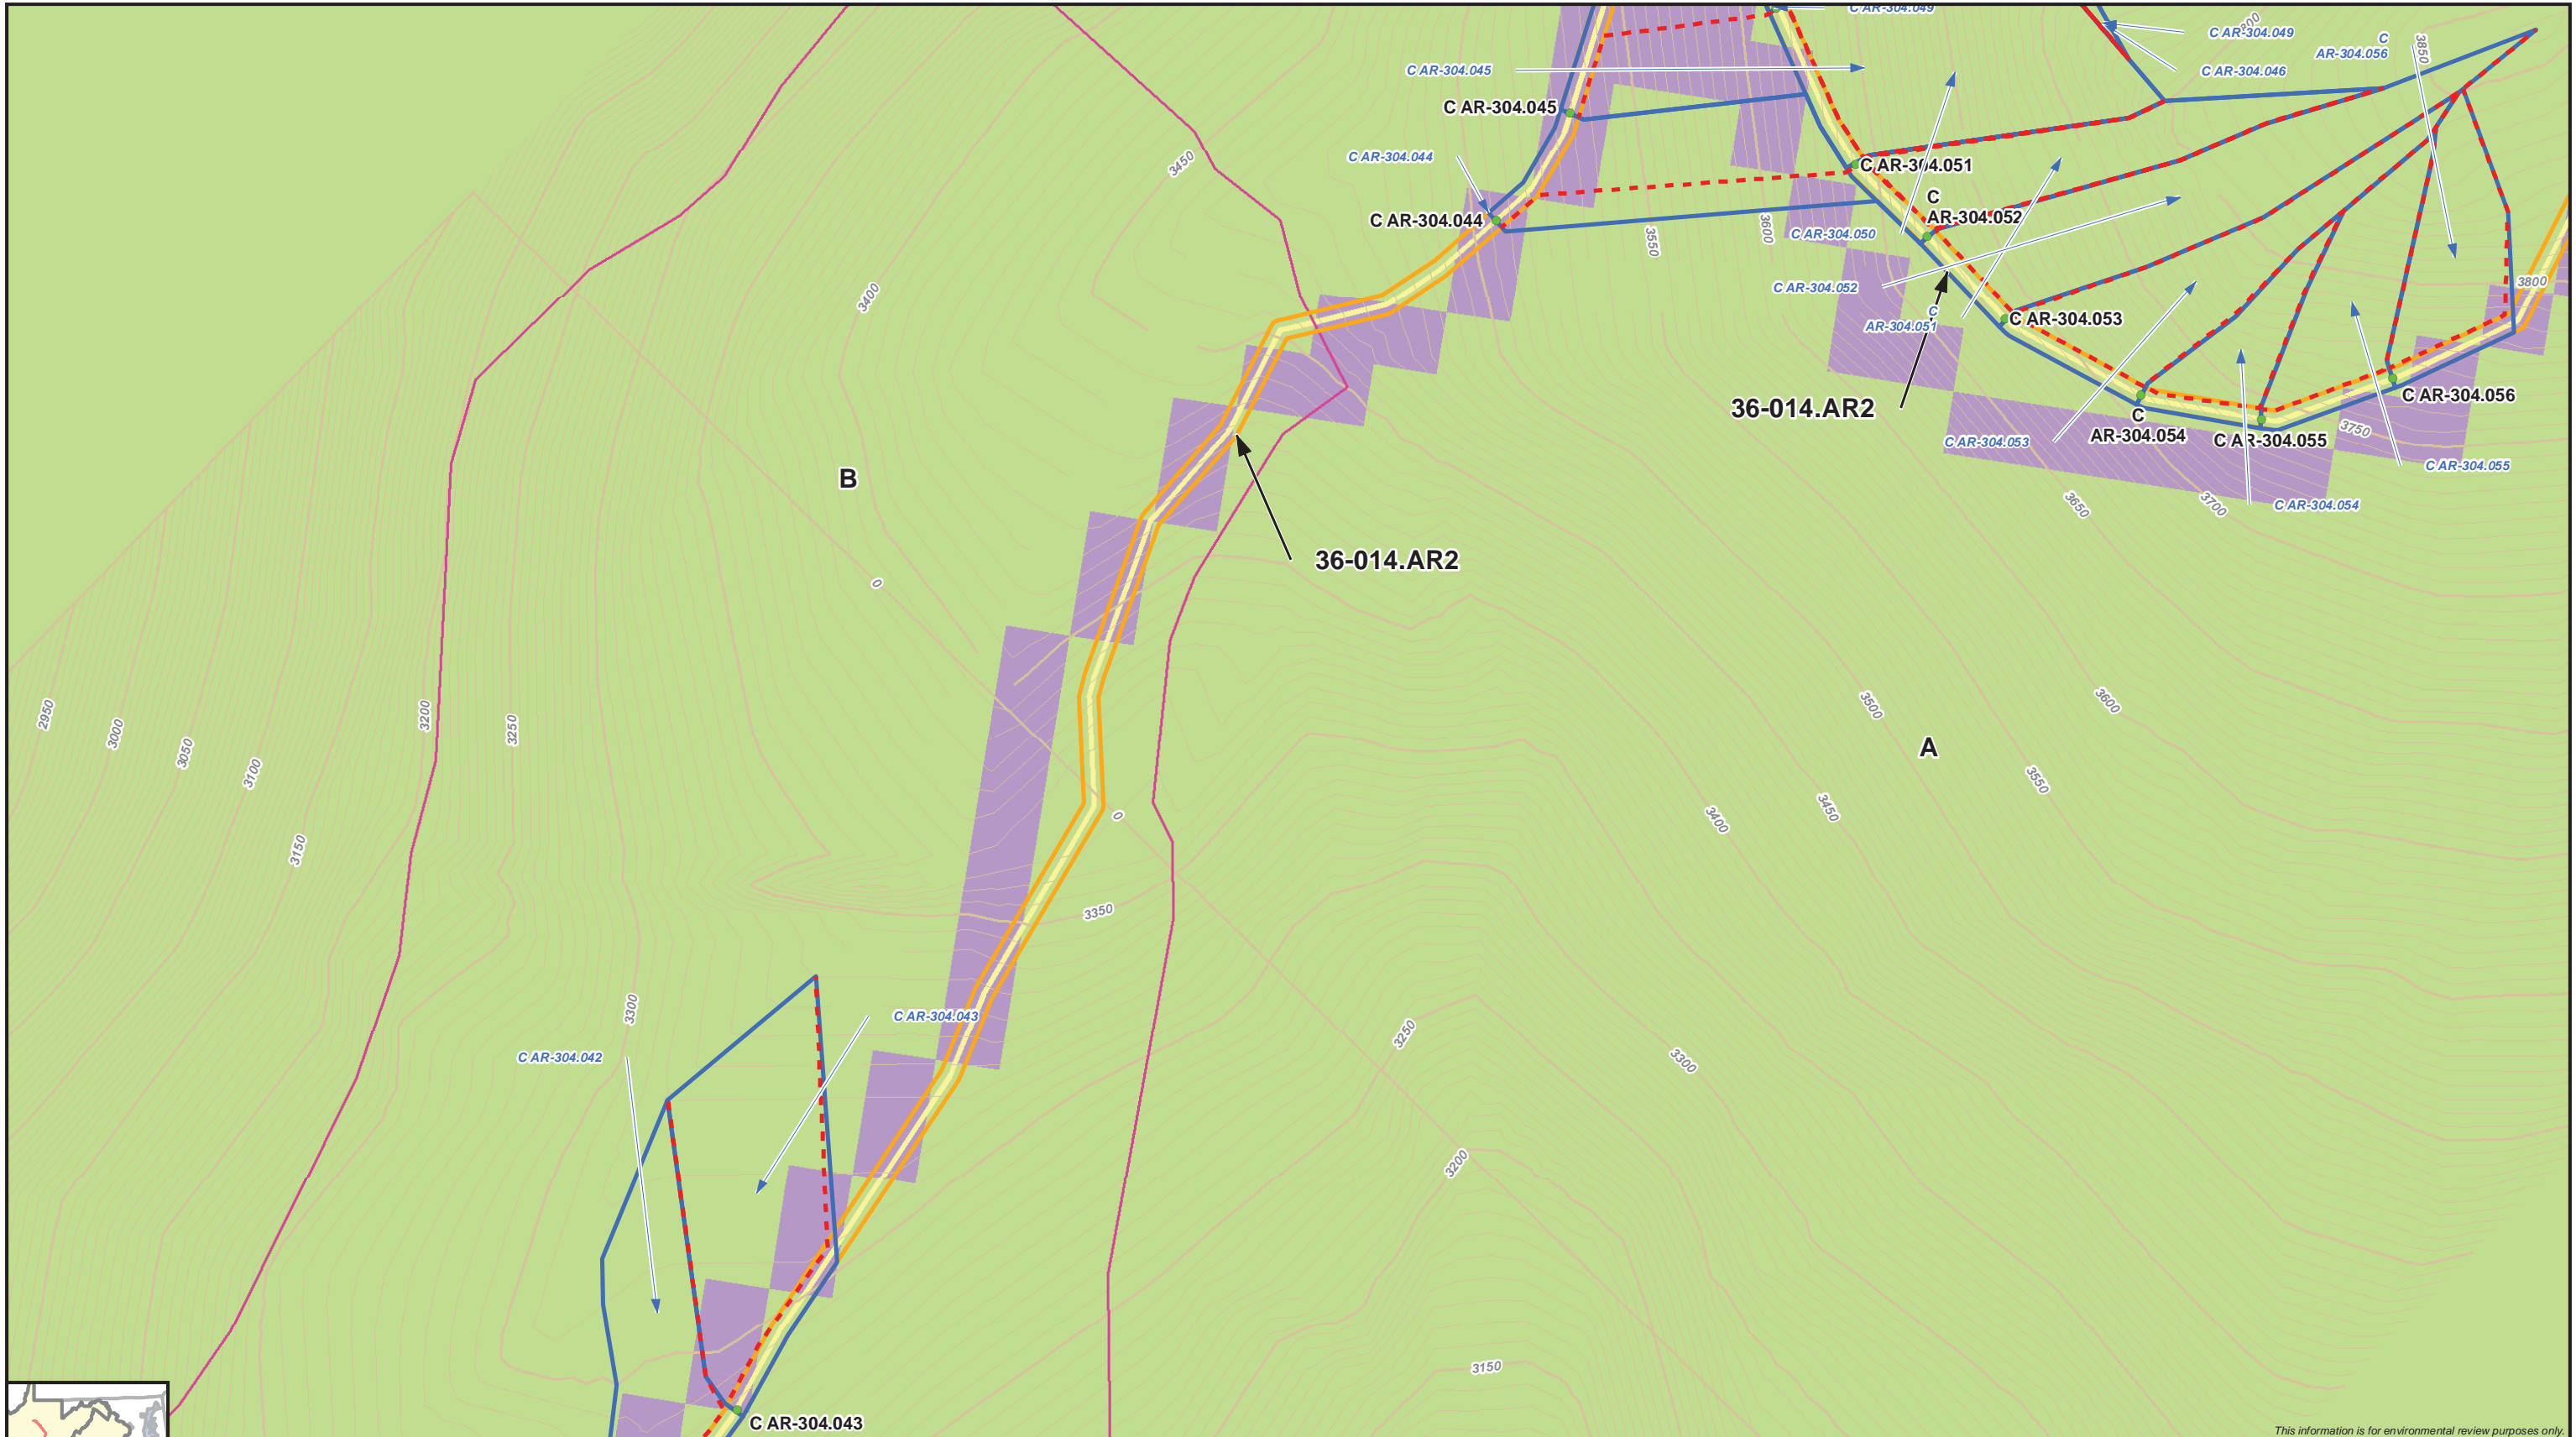 C AR-304.049
C AR-304.049
800
C
AR-304.056
3850
C AR-304.045
C AR-304.046
C AR-304.045
C AR-304.044
3450
C AR-304.051
C
AR-304.052
C AR-304.044
C AR-304.050
3550
3600
3400
C AR-304.052
3800
C
AR-304.051
C AR-304.053
36-014.AR2
C AR-304.056
C
AR-304.054
C AR-304.055
3750
C AR-304.053
C AR-304.055
B
3650
3700
C AR-304.054
36-014.AR2
0
2950
3000
3050
3100
3200
3250
3500
3600
A
3550
3150
0
3400
3450
3350
3300
C AR-304.043
3250
3300
C AR-304.042
3200
3150
C AR-304.043
This information is for environmental review purposes only.